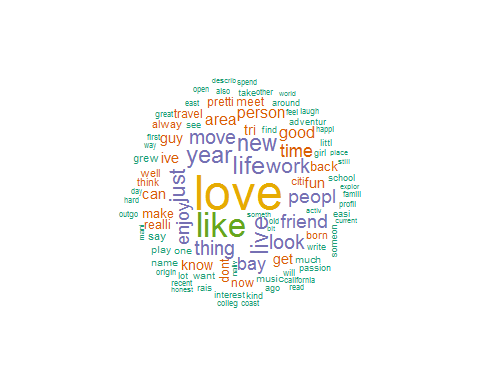 describ spend
open also take other world
east pretti meet around
great travel area person feel laugh
alway see adventur
first guy move new tri find good happi
way littl
grew ive year time girl place
well life work back still
think citi fun school
day can just love explor
hard peopl famili
profil
outgo make like someth activ easi
realli enjoy old friend current
mani say live bit born someon
play one thing look write
name know bay get much
origin dont realli will passion
lot want music california
recent rais now ago read
honest interest kind
colleg coast